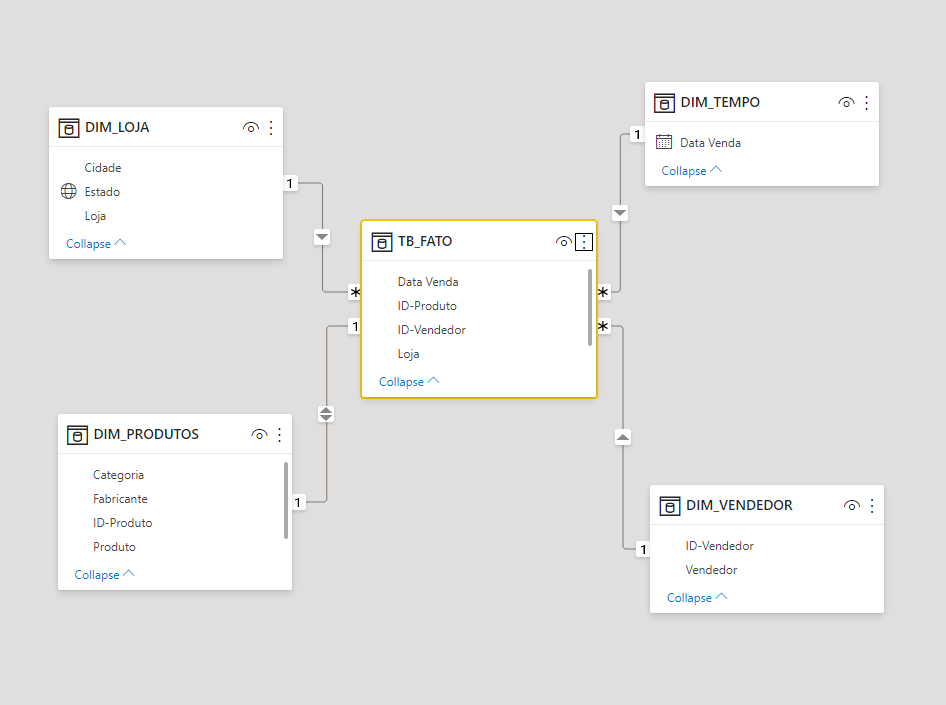 DIM_LOJA
Cidade
Estado
Loja
Collapse
1
DIM_TEMPO
Data Venda
Collapse
1
TB_FATO
Data Venda
ID-Produto
ID-Vendedor
Loja
Collapse
*
1
*
*
DIM_PRODUTOS
Categoria
Fabricante
ID-Produto
Produto
Collapse
1
DIM_VENDEDOR
ID-Vendedor
Vendedor
Collapse
1